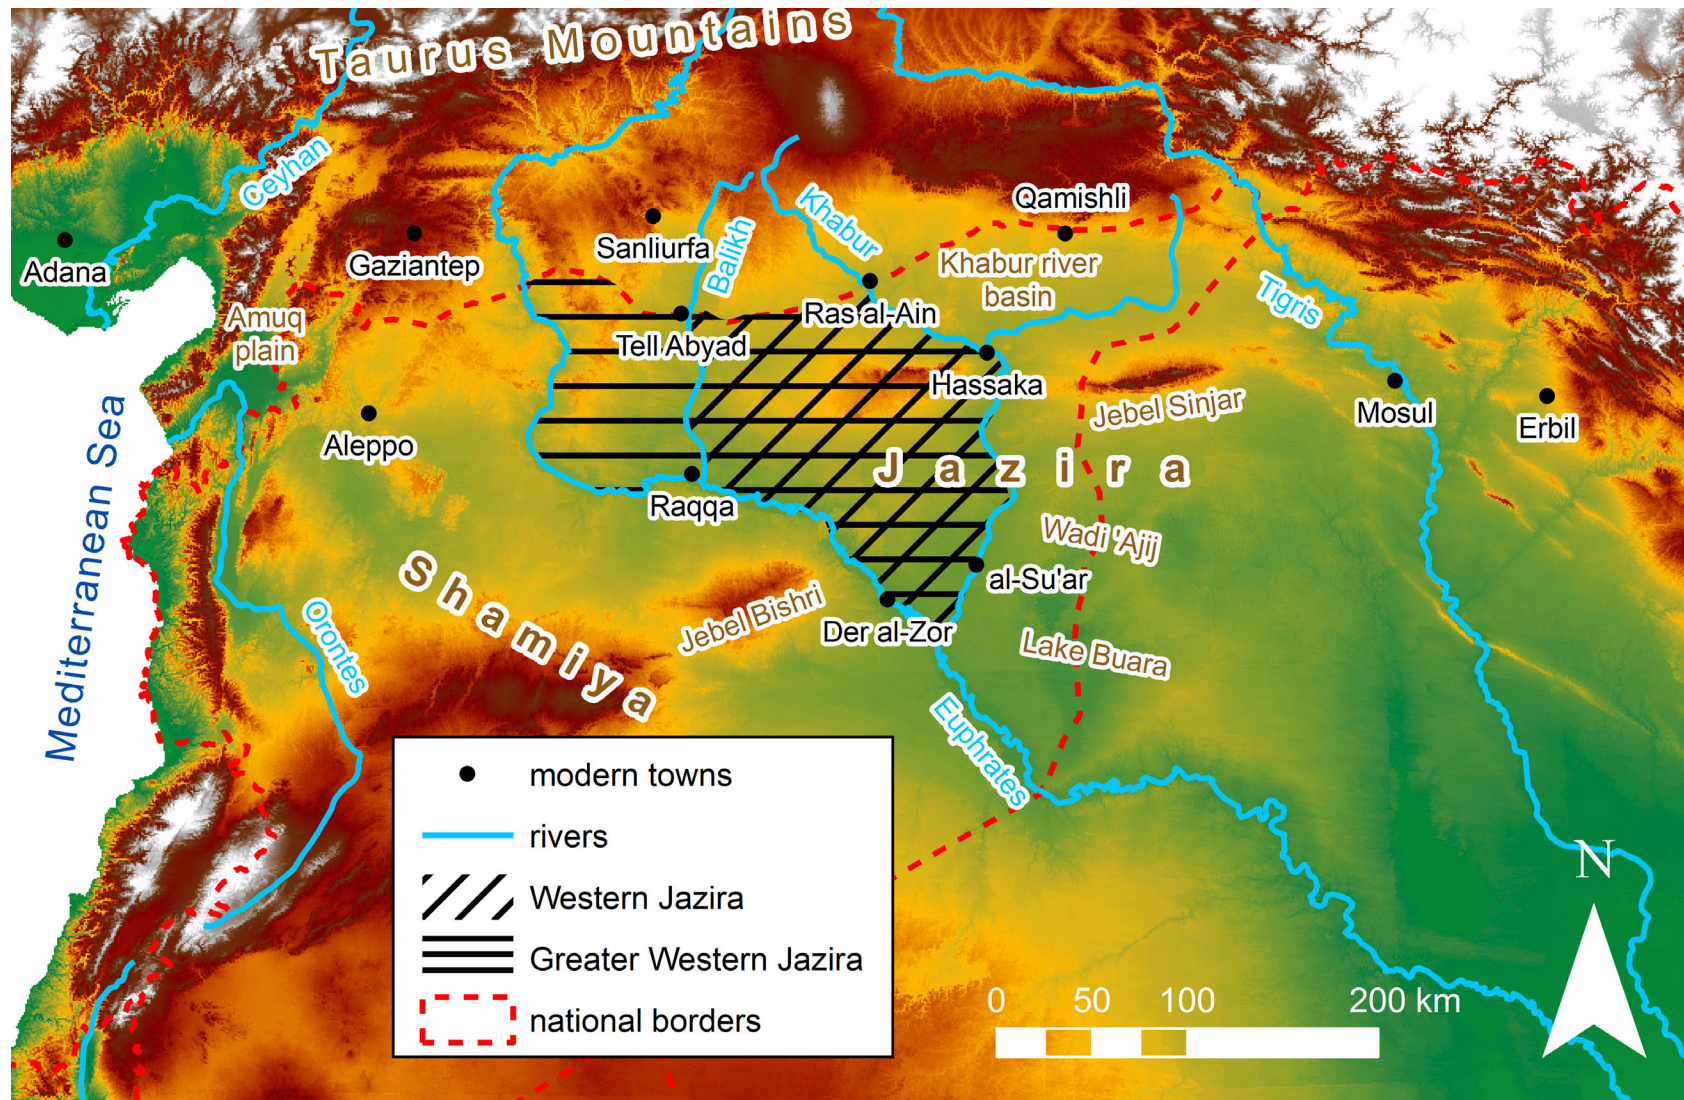 Taurus Mountains
Ceyhan
Adana
Gaziantep
Sanliurfa
Balikh
Khabur
Qamishli
Khabur river
basin
Tigris
Amuq
plain
Tell Abyad
Ras al-Ain
Hassaka
Jebel Sinjar
Mosul
Erbil
Aleppo
Mediterranean Sea
Raqqa
Jazira
Wadi 'Ajij
al-Su'ar
Shamiya
Jebel Bishri
Der al-Zor
Lake Buara
Orontes
Euphrates
modern towns
rivers
Western Jazira
Greater Western Jazira
national borders
N
0 50 100 200 km